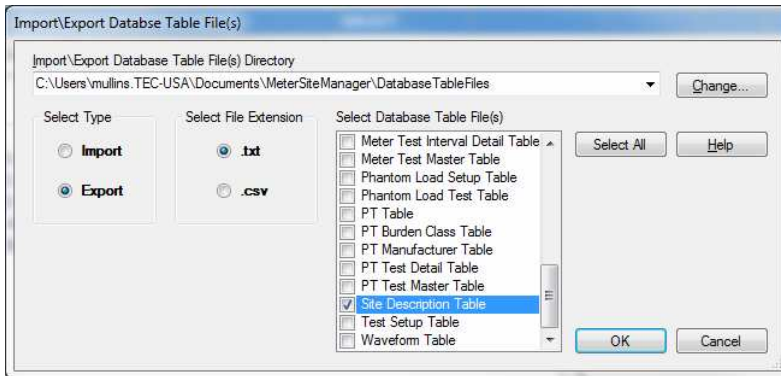 Import\Export Databse Table File(s)
Import\Export Database Table File(s) Directory
C:\Users\mullins.TEC-USA\Documents\MeterSiteManager\DatabaseTableFiles
Change...
Select Type
Import
Export
Select File Extension
.txt
.csv
Select Database Table File(s)
Meter Test Interval Detail Table
Meter Test Master Table
Phantom Load Setup Table
Phantom Load Test Table
PT Table
PT Burden Class Table
PT Manufacturer Table
PT Test Detail Table
PT Test Master Table
Site Description Table
Test Setup Table
Waveform Table
Select All
Help
OK
Cancel